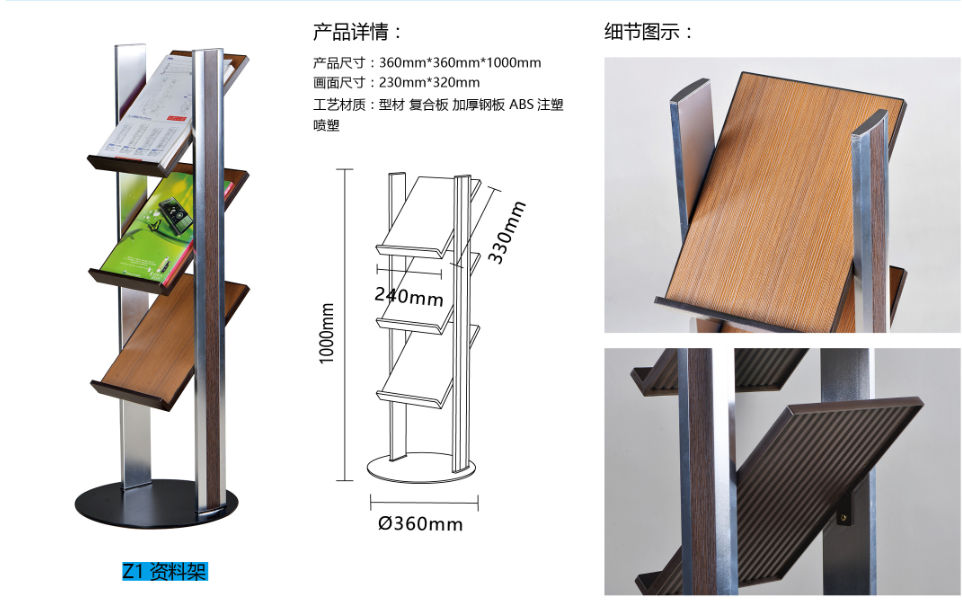 产品详情：
产品尺寸：360mm*360mm*1000mm
画面尺寸：230mm*320mm
工艺材质：型材 复合板 加厚钢板 ABS 注塑
喷塑
细节图示：
330mm
240mm
1000mm
Ø360mm
Z1 资料架